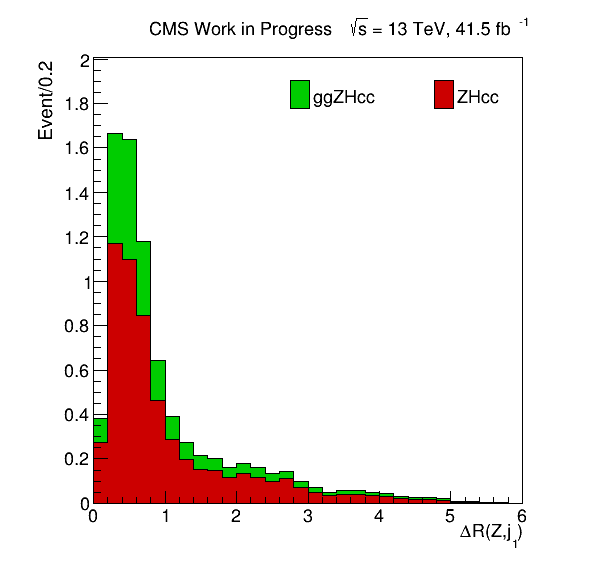 CMS Work in Progress √s = 13 TeV, 41.5 fb⁻¹
Event/0.2
2
1.8
1.6
1.4
1.2
1
0.8
0.6
0.4
0.2
0
ggZHcc ZHcc
0 1 2 3 4 5 6
ΔR(Z,j₁)